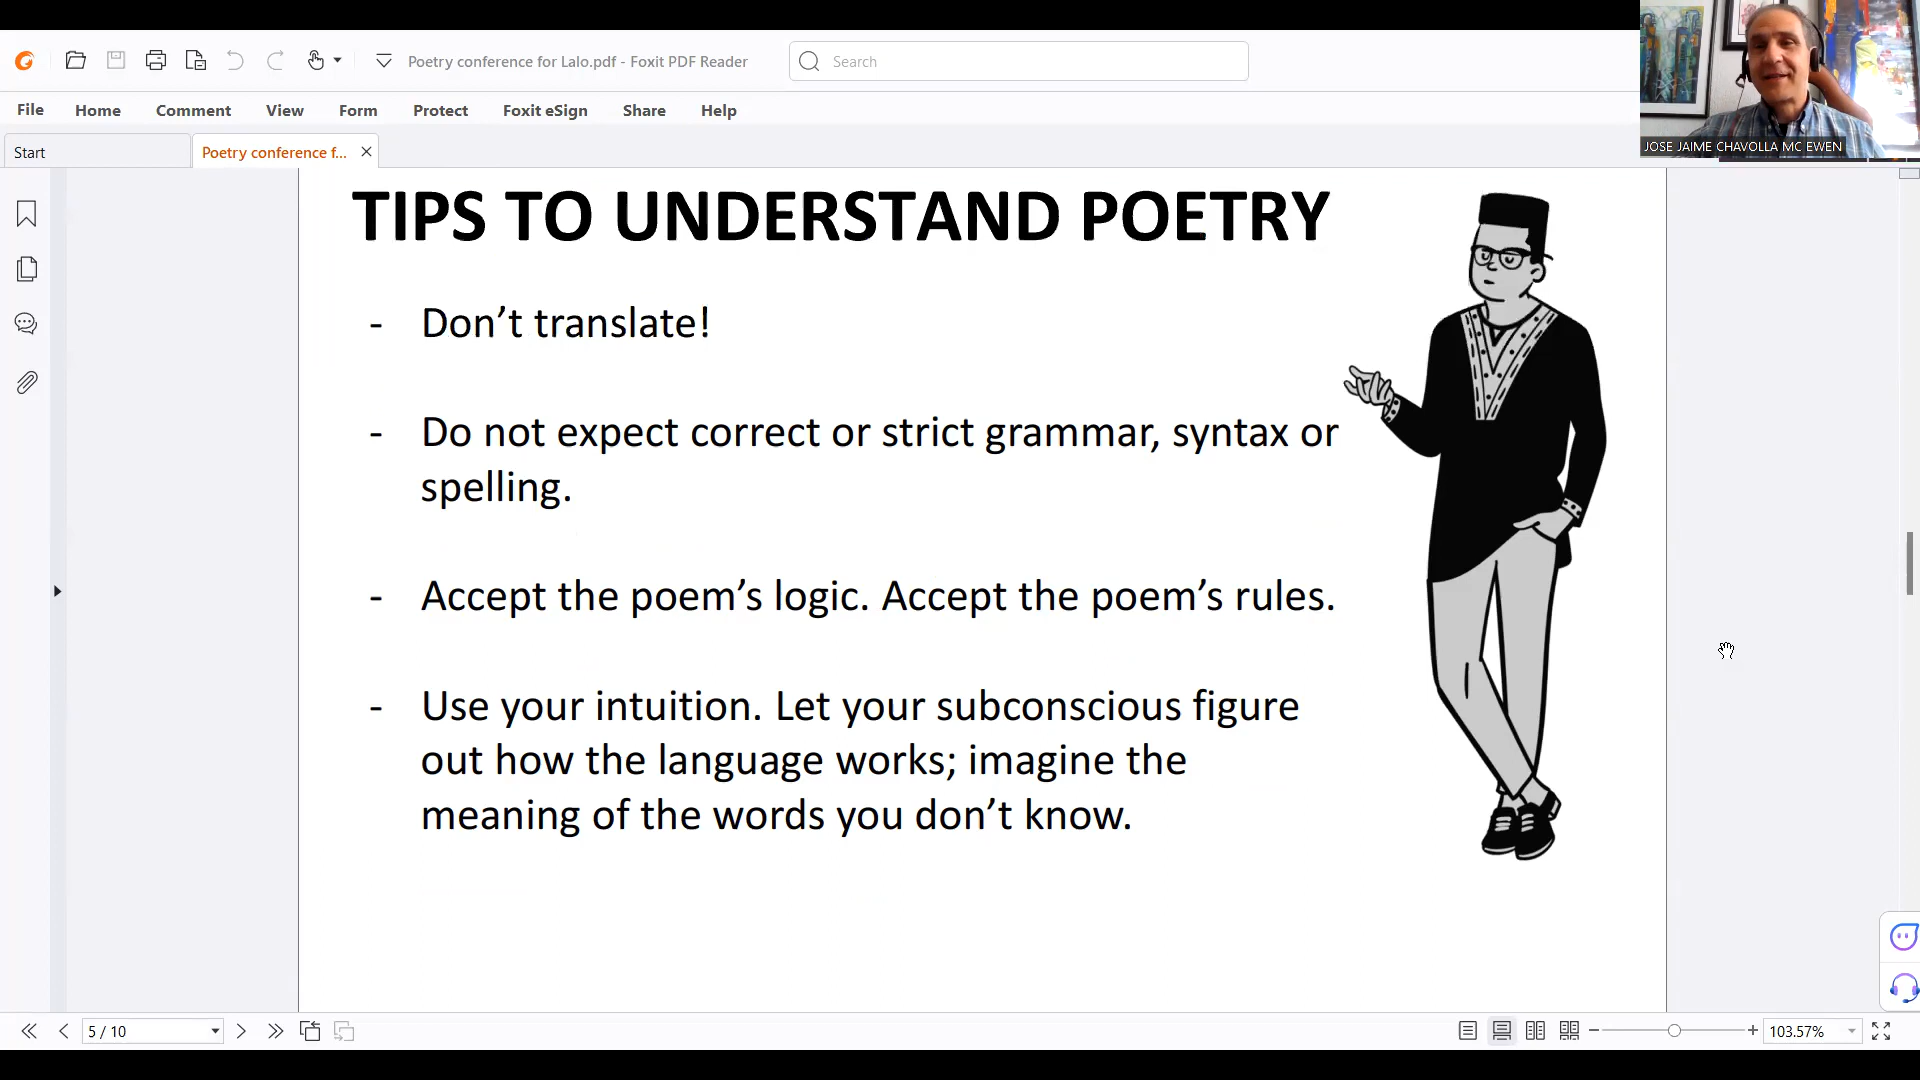 Poetry conference for Lalo.pdf - Foxit PDF Reader
Search
File Home Comment View Form Protect Foxit eSign Share Help
JOSE JAIME CHAVOLLA MC EWEN
Start
Poetry conference f...
TIPS TO UNDERSTAND POETRY
- Don’t translate!
- Do not expect correct or strict grammar, syntax or
spelling.
- Accept the poem’s logic. Accept the poem’s rules.
- Use your intuition. Let your subconscious figure
out how the language works; imagine the
meaning of the words you don’t know.
5 / 10
103.57%